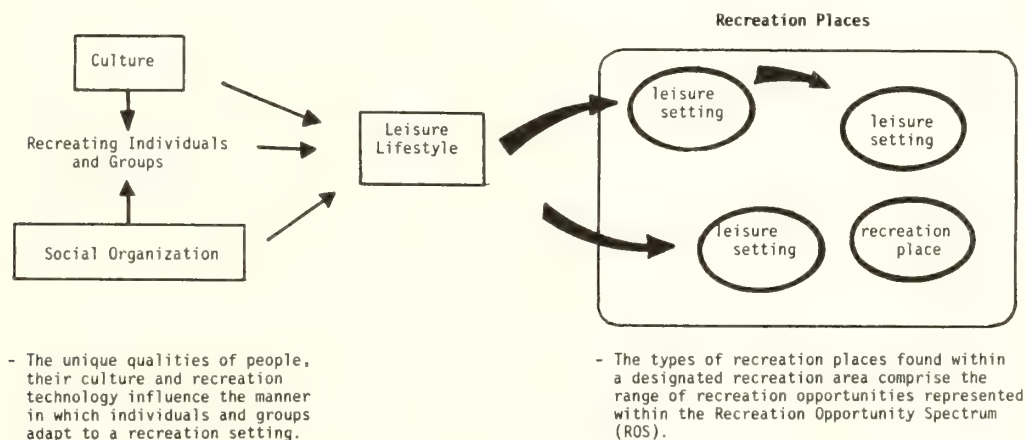 Recreation Places
Culture
Recreating Individuals
and Groups
Social Organization
Leisure
Lifestyle
leisure
setting
leisure
setting
leisure
setting
recreation
place
- The unique qualities of people,
their culture and recreation
technology influence the manner
in which individuals and groups
adapt to a recreation setting.
- The types of recreation places found within
a designated recreation area comprise the
range of recreation opportunities represented
within the Recreation Opportunity Spectrum
(ROS).